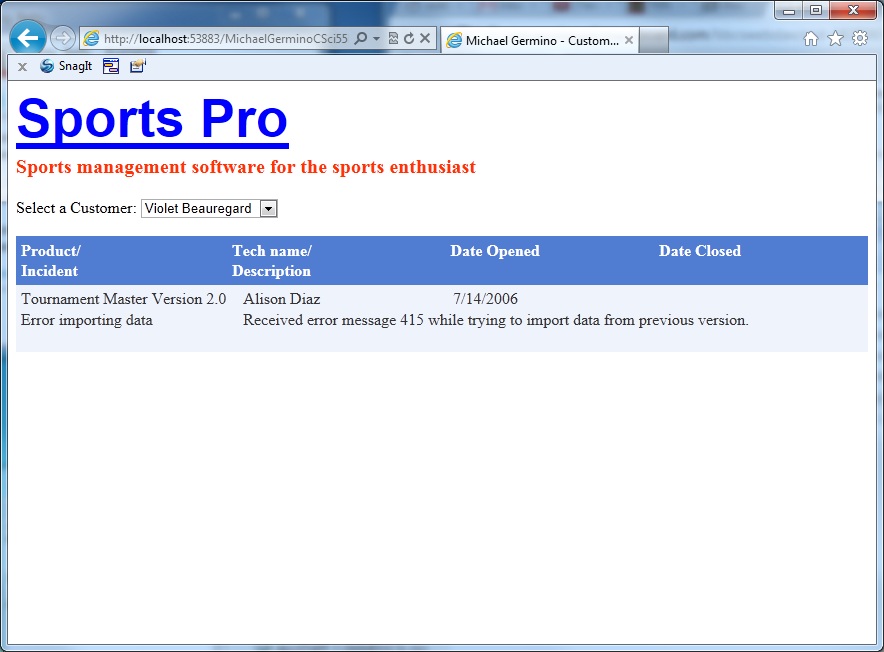 http://localhost:53883/MichaelGerminoCSci55
Michael Germino - Custom...
SnagIt
Sports Pro
Sports management software for the sports enthusiast
Select a Customer: Violet Beauregard
Product/ Tech name/ Date Opened Date Closed
Incident Description
Tournament Master Version 2.0 Alison Diaz 7/14/2006
Error importing data Received error message 415 while trying to import data from previous version.